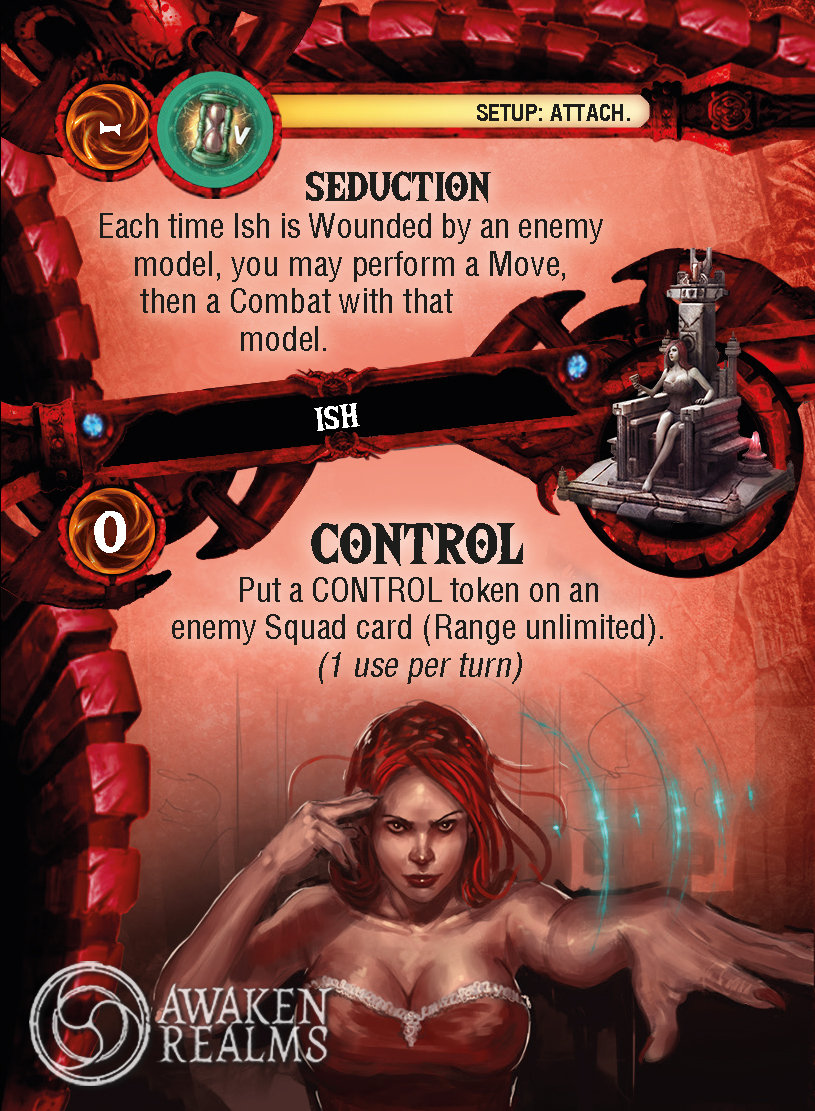 -
V
SETUP: ATTACH.
SEDUCTION
Each time Ish is Wounded by an enemy
model, you may perform a Move,
then a Combat with that
model.
ISH
0
CONTROL
Put a CONTROL token on an
enemy Squad card (Range unlimited).
(1 use per turn)
AWAKEN
REALMS